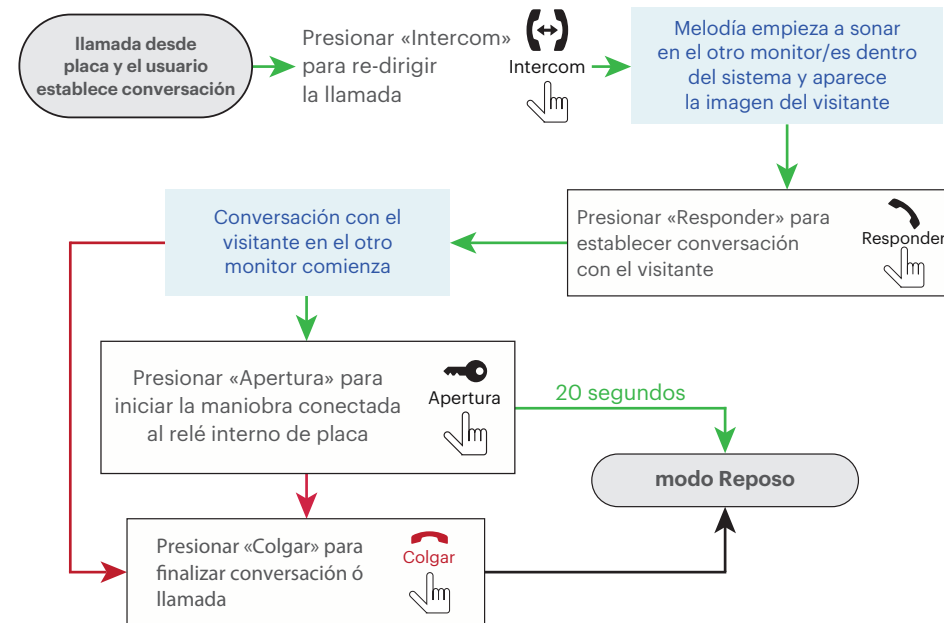 llamada desde
placa y el usuario
establece conversación
Presionar «Intercom»
para re-dirigir
la llamada
Intercom
Melodía empieza a sonar
en el otro monitor/es dentro
del sistema y aparece
la imagen del visitante
Presionar «Responder» para
establecer conversación
con el visitante
Responder
Conversación con el
visitante en el otro
monitor comienza
Presionar «Apertura» para
iniciar la maniobra conectada
al relé interno de placa
Apertura
20 segundos
modo Reposo
Presionar «Colgar» para
finalizar conversación ó
llamada
Colgar